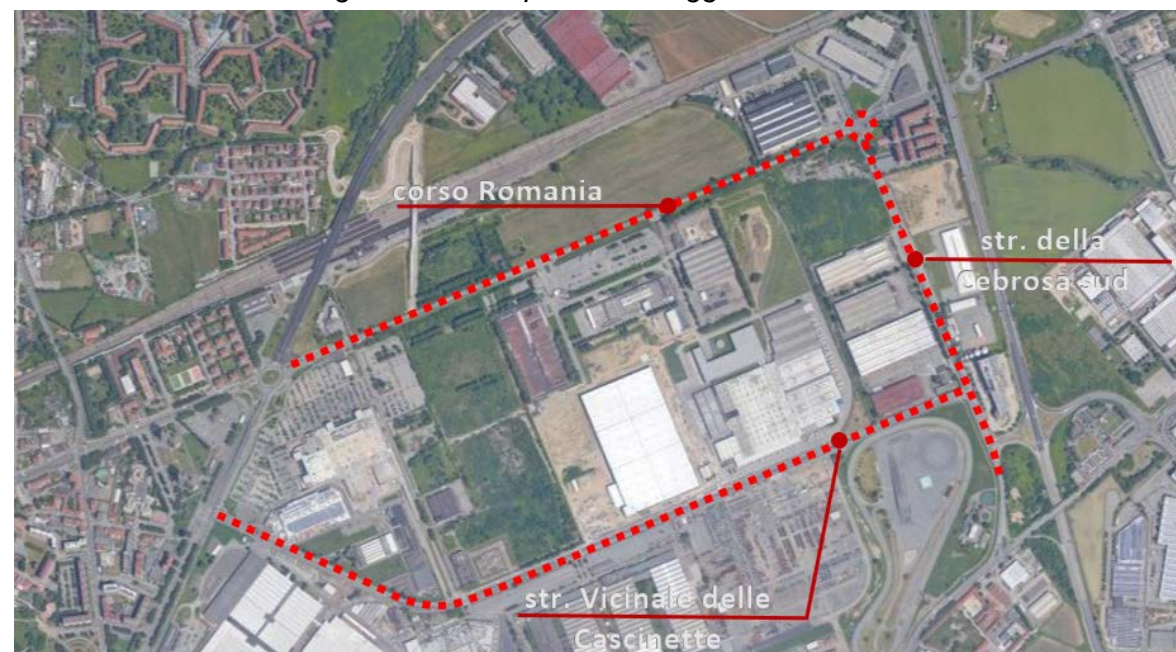 corso Romania
str. della
Cebrosa sud
str. Vicinale delle
Cascinette